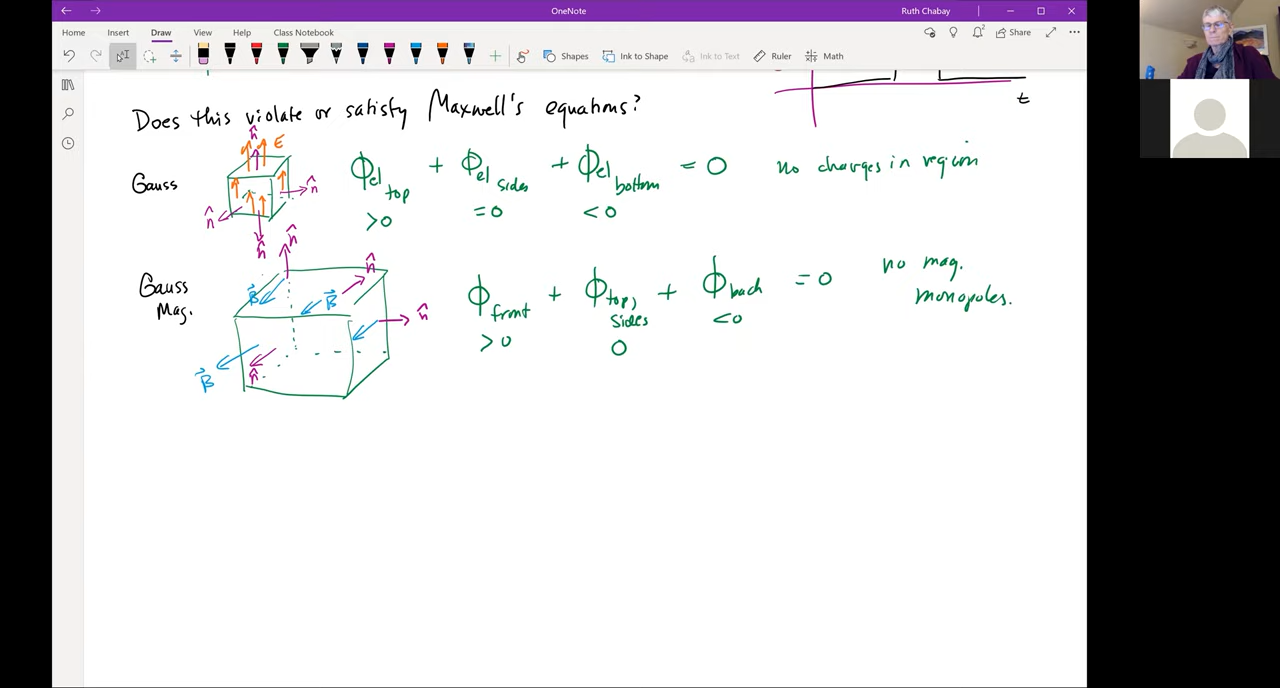 OneNote
Ruth Chabay
Home Insert Draw View Help Class Notebook
Share
Shapes Ink to Shape Ink to Text Ruler Math
t
Does this violate or satisfy Maxwell's equations?
n̂ E
Gauss
n̂
n̂
n̂
Φel top + Φel sides + Φel bottom = 0 no charges in region
>0 =0 <0
Gauss
Mag.
n̂
n̂
B⃗
B⃗
n̂
B⃗
n̂
Φfront + Φtop, sides + Φback = 0 no mag.
monopoles.
>0 0 <0